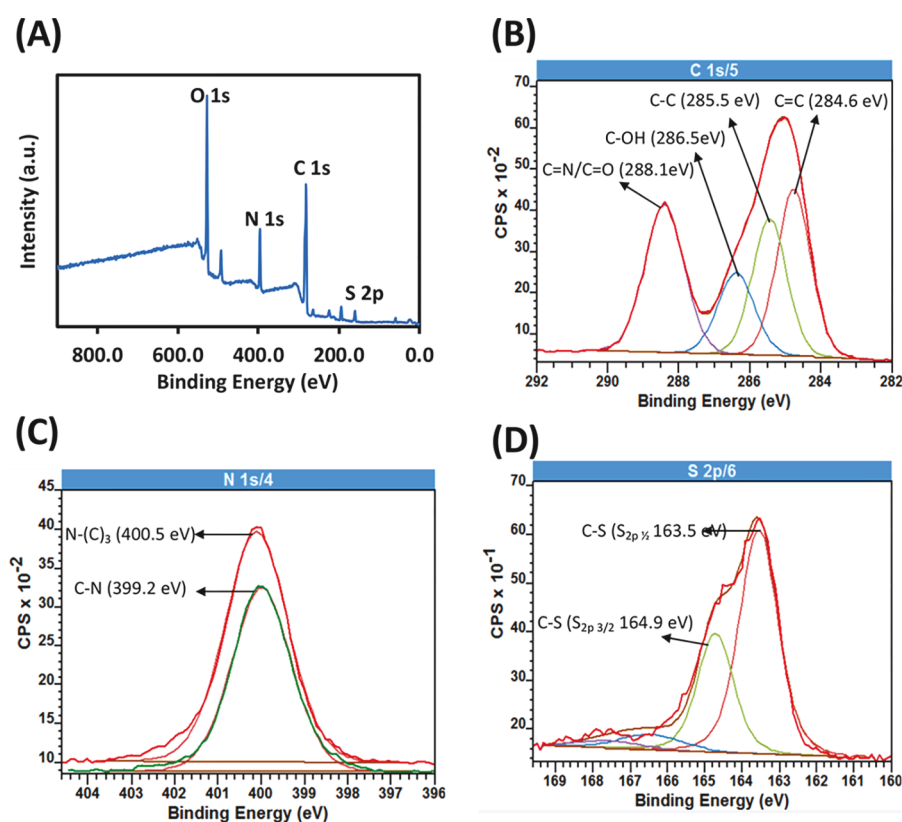 (A)
O 1s
N 1s
C 1s
S 2p
Intensity (a.u.)
800.0 600.0 400.0 200.0 0.0
Binding Energy (eV)
(B)
C 1s/5
C-C (285.5 eV)
C=C (284.6 eV)
C-OH (286.5eV)
C=N/C=O (288.1eV)
70
60
50
40
30
20
10
CPS x 10⁻²
292 290 288 286 284 282
Binding Energy (eV)
(C)
N 1s/4
N-(C)₃ (400.5 eV)
C-N (399.2 eV)
45
40
35
30
25
20
15
10
CPS x 10⁻²
404 403 402 401 400 399 398 397 396
Binding Energy (eV)
(D)
S 2p/6
C-S (S₂ₚ ½ 163.5 eV)
C-S (S₂ₚ ₃/₂ 164.9 eV)
70
60
50
40
30
20
CPS x 10⁻¹
169 168 167 166 165 164 163 162 161 160
Binding Energy (eV)